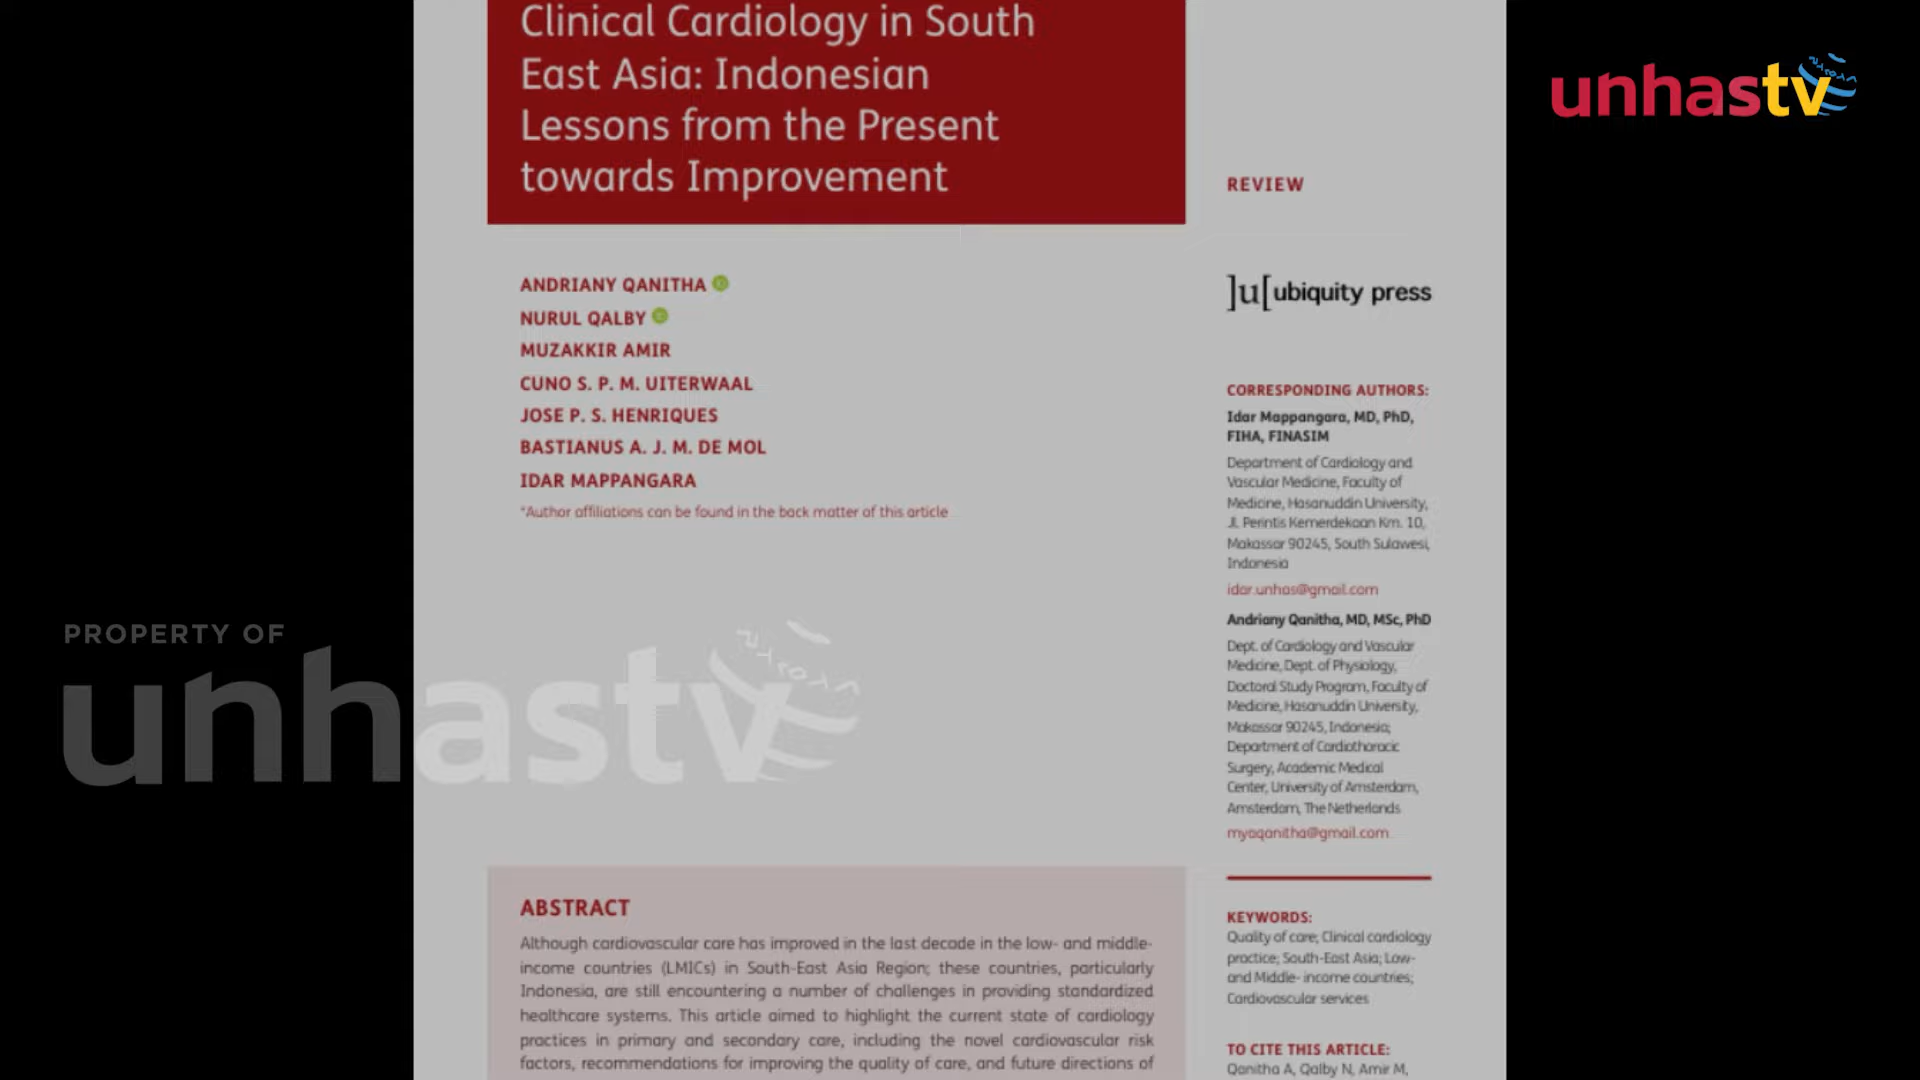 Clinical Cardiology in South
East Asia: Indonesian
Lessons from the Present
towards Improvement
unhastv
REVIEW
ANDRIANY QANITHA
NURUL QALBY
MUZAKKIR AMIR
CUNO S. P. M. UITERWAAL
JOSE P. S. HENRIQUES
BASTIANUS A. J. M. DE MOL
IDAR MAPPANGARA
*Author affiliations can be found in the back matter of this article
]u[ ubiquity press
CORRESPONDING AUTHORS:
Idar Mappangara, MD, PhD,
FIHA, FINASIM
Department of Cardiology and
Vascular Medicine, Faculty of
Medicine, Hasanuddin University,
Jl. Perintis Kemerdekaan Km. 10,
Makassar 90245, South Sulawesi,
Indonesia
idar.unhas@gmail.com
Andriany Qanitha, MD, MSc, PhD
Dept. of Cardiology and Vascular
Medicine, Dept. of Physiology,
Doctoral Study Program, Faculty of
Medicine, Hasanuddin University,
Makassar 90245, Indonesia;
Department of Cardiothoracic
Surgery, Academic Medical
Center, University of Amsterdam,
Amsterdam, The Netherlands
myaqanitha@gmail.com
PROPERTY OF
unhastv
ABSTRACT
Although cardiovascular care has improved in the last decade in the low- and middle-
income countries (LMICs) in South-East Asia Region; these countries, particularly
Indonesia, are still encountering a number of challenges in providing standardized
healthcare systems. This article aimed to highlight the current state of cardiology
practices in primary and secondary care, including the novel cardiovascular risk
factors, recommendations for improving the quality of care, and future directions of
KEYWORDS:
Quality of care; Clinical cardiology
practice; South-East Asia; Low-
and Middle- income countries;
Cardiovascular services
TO CITE THIS ARTICLE:
Qanitha A, Qalby N, Amir M,